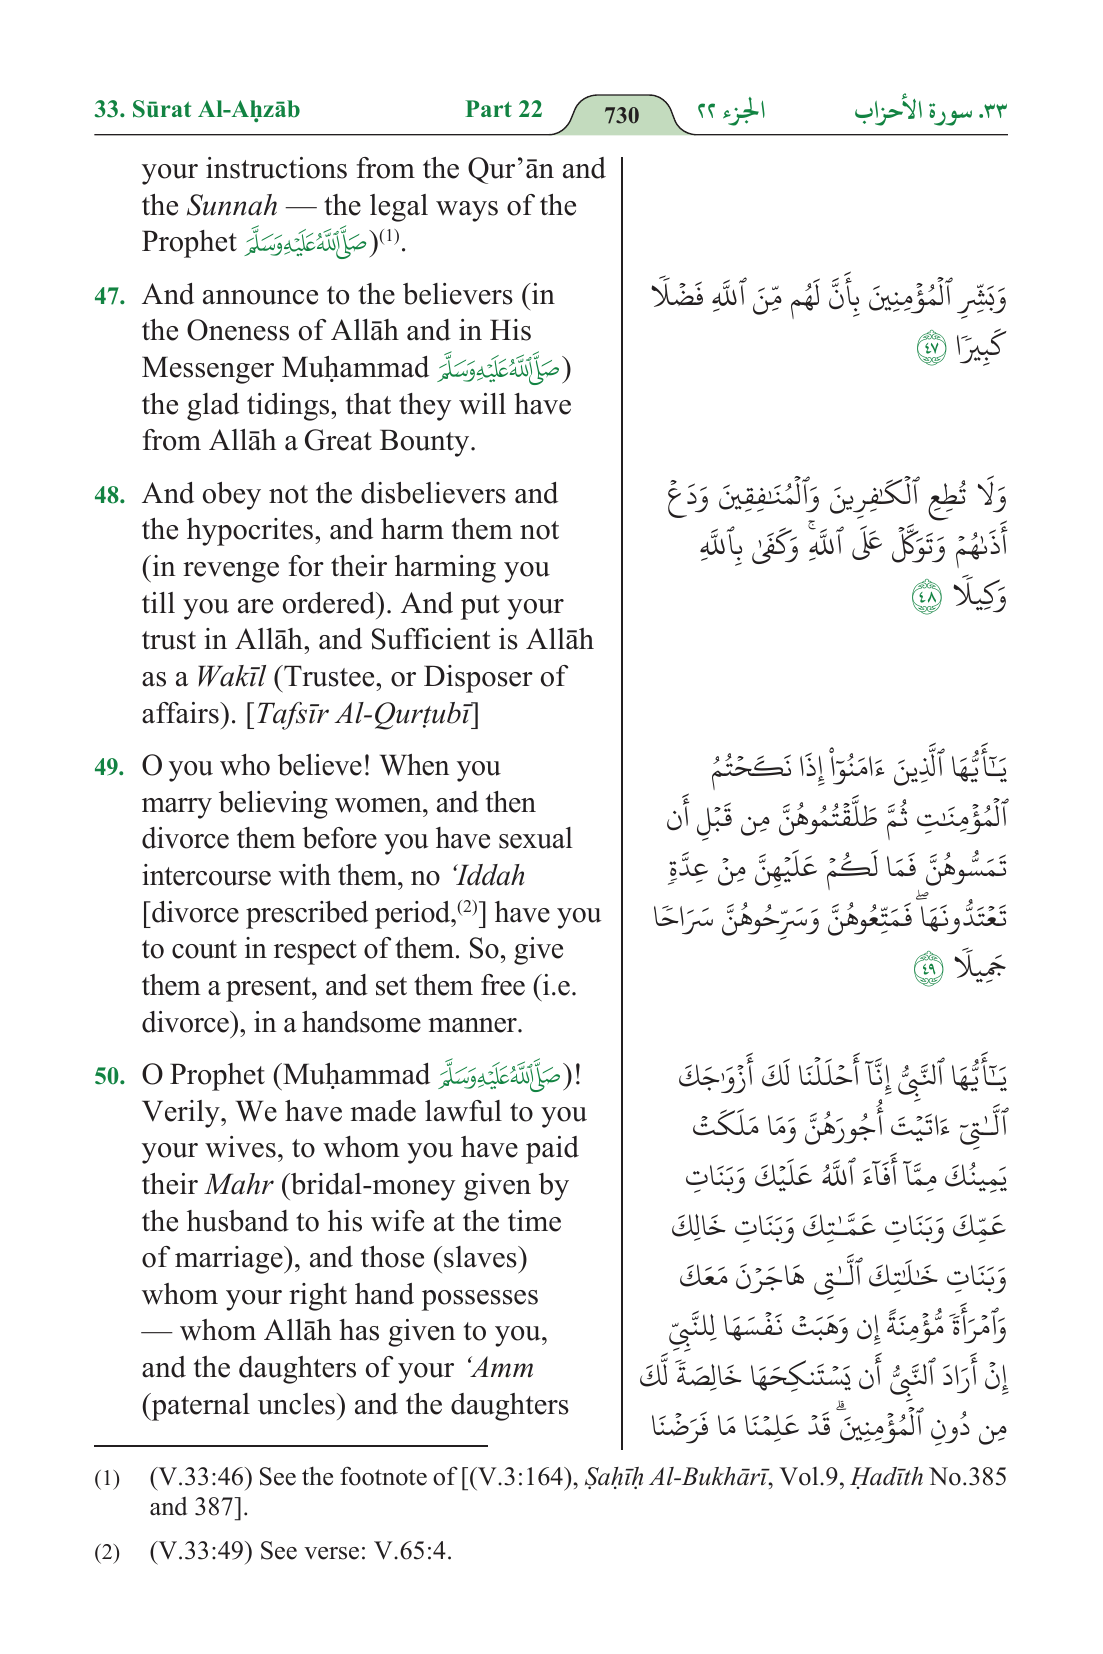 33. Sūrat Al-Aḥzāb
Part 22
730
الجزء ٢٢
٣٣. سورة الأحزاب
your instructions from the Qur’ān and
the Sunnah — the legal ways of the
Prophet صَلَّى اللَّهُ عَلَيْهِ وَسَلَّمَ)(1).
47. And announce to the believers (in
the Oneness of Allāh and in His
Messenger Muḥammad صَلَّى اللَّهُ عَلَيْهِ وَسَلَّمَ)
the glad tidings, that they will have
from Allāh a Great Bounty.
48. And obey not the disbelievers and
the hypocrites, and harm them not
(in revenge for their harming you
till you are ordered). And put your
trust in Allāh, and Sufficient is Allāh
as a Wakīl (Trustee, or Disposer of
affairs). [Tafsīr Al-Qurṭubī]
49. O you who believe! When you
marry believing women, and then
divorce them before you have sexual
intercourse with them, no ‘Iddah
[divorce prescribed period,(2)] have you
to count in respect of them. So, give
them a present, and set them free (i.e.
divorce), in a handsome manner.
50. O Prophet (Muḥammad صَلَّى اللَّهُ عَلَيْهِ وَسَلَّمَ)!
Verily, We have made lawful to you
your wives, to whom you have paid
their Mahr (bridal-money given by
the husband to his wife at the time
of marriage), and those (slaves)
whom your right hand possesses
— whom Allāh has given to you,
and the daughters of your ‘Amm
(paternal uncles) and the daughters
وَبَشِّرِ ٱلْمُؤْمِنِينَ بِأَنَّ لَهُم مِّنَ ٱللَّهِ فَضْلًا
كَبِيرًا ٤٧
وَلَا تُطِعِ ٱلْكَٰفِرِينَ وَٱلْمُنَٰفِقِينَ وَدَعْ
أَذَىٰهُمْ وَتَوَكَّلْ عَلَى ٱللَّهِۚ وَكَفَىٰ بِٱللَّهِ
وَكِيلًا ٤٨
يَٰٓأَيُّهَا ٱلَّذِينَ ءَامَنُوٓا۟ إِذَا نَكَحْتُمُ
ٱلْمُؤْمِنَٰتِ ثُمَّ طَلَّقْتُمُوهُنَّ مِن قَبْلِ أَن
تَمَسُّوهُنَّ فَمَا لَكُمْ عَلَيْهِنَّ مِنْ عِدَّةٍ
تَعْتَدُّونَهَاۖ فَمَتِّعُوهُنَّ وَسَرِّحُوهُنَّ سَرَاحًا
جَمِيلًا ٤٩
يَٰٓأَيُّهَا ٱلنَّبِىُّ إِنَّآ أَحْلَلْنَا لَكَ أَزْوَٰجَكَ
ٱلَّٰتِىٓ ءَاتَيْتَ أُجُورَهُنَّ وَمَا مَلَكَتْ
يَمِينُكَ مِمَّآ أَفَآءَ ٱللَّهُ عَلَيْكَ وَبَنَاتِ
عَمِّكَ وَبَنَاتِ عَمَّٰتِكَ وَبَنَاتِ خَالِكَ
وَبَنَاتِ خَٰلَٰتِكَ ٱلَّٰتِى هَاجَرْنَ مَعَكَ
وَٱمْرَأَةً مُّؤْمِنَةً إِن وَهَبَتْ نَفْسَهَا لِلنَّبِىِّ
إِنْ أَرَادَ ٱلنَّبِىُّ أَن يَسْتَنكِحَهَا خَالِصَةً لَّكَ
مِن دُونِ ٱلْمُؤْمِنِينَۗ قَدْ عَلِمْنَا مَا فَرَضْنَا
(1) (V.33:46) See the footnote of [(V.3:164), Ṣaḥīḥ Al-Bukhārī, Vol.9, Ḥadīth No.385
and 387].
(2) (V.33:49) See verse: V.65:4.